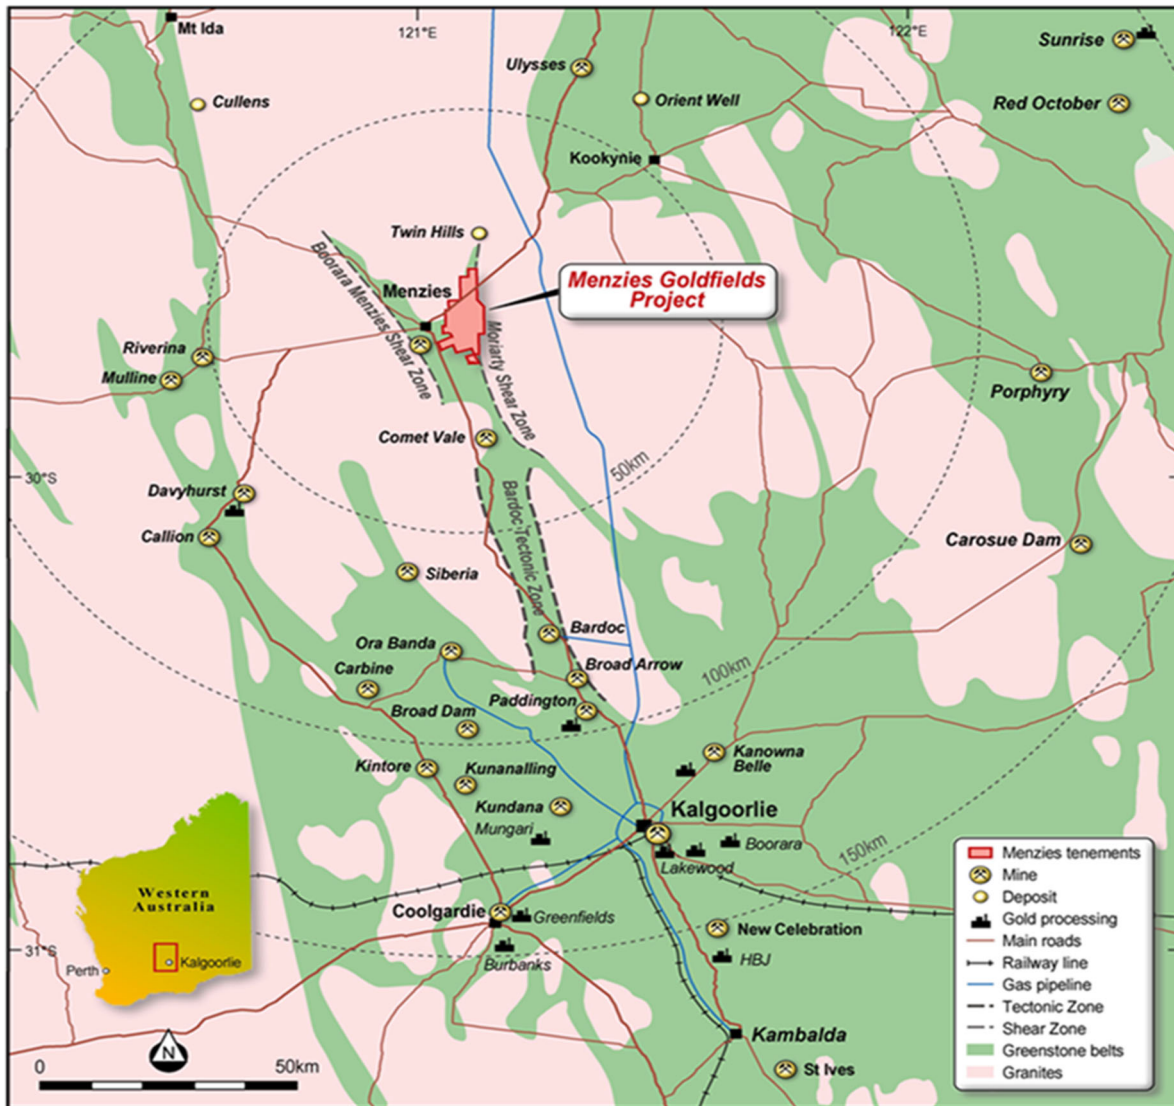 Mt Ida
121°E
122°E
Sunrise
Ulysses
Cullens
Orient Well
Red October
Kookynie
Twin Hills
Boorara Menzies Shear Zone
Menzies
Menzies Goldfields
Project
Moriarty Shear Zone
Riverina
Mulline
Porphyry
Comet Vale
50km
30°S
Davyhurst
Bardoc Tectonic Zone
Callion
Carosue Dam
Siberia
Bardoc
Ora Banda
Broad Arrow
Carbine
100km
Paddington
Broad Dam
Kanowna
Belle
Kintore
Kunanalling
Kundana
Kalgoorlie
Mungari
Boorara
150km
Lakewood
Coolgardie
Greenfields
New Celebration
31°S
Burbanks
HBJ
Kambalda
St Ives
Western
Australia
Perth
Kalgoorlie
N
0
50km
Menzies tenements
Mine
Deposit
Gold processing
Main roads
Railway line
Gas pipeline
Tectonic Zone
Shear Zone
Greenstone belts
Granites